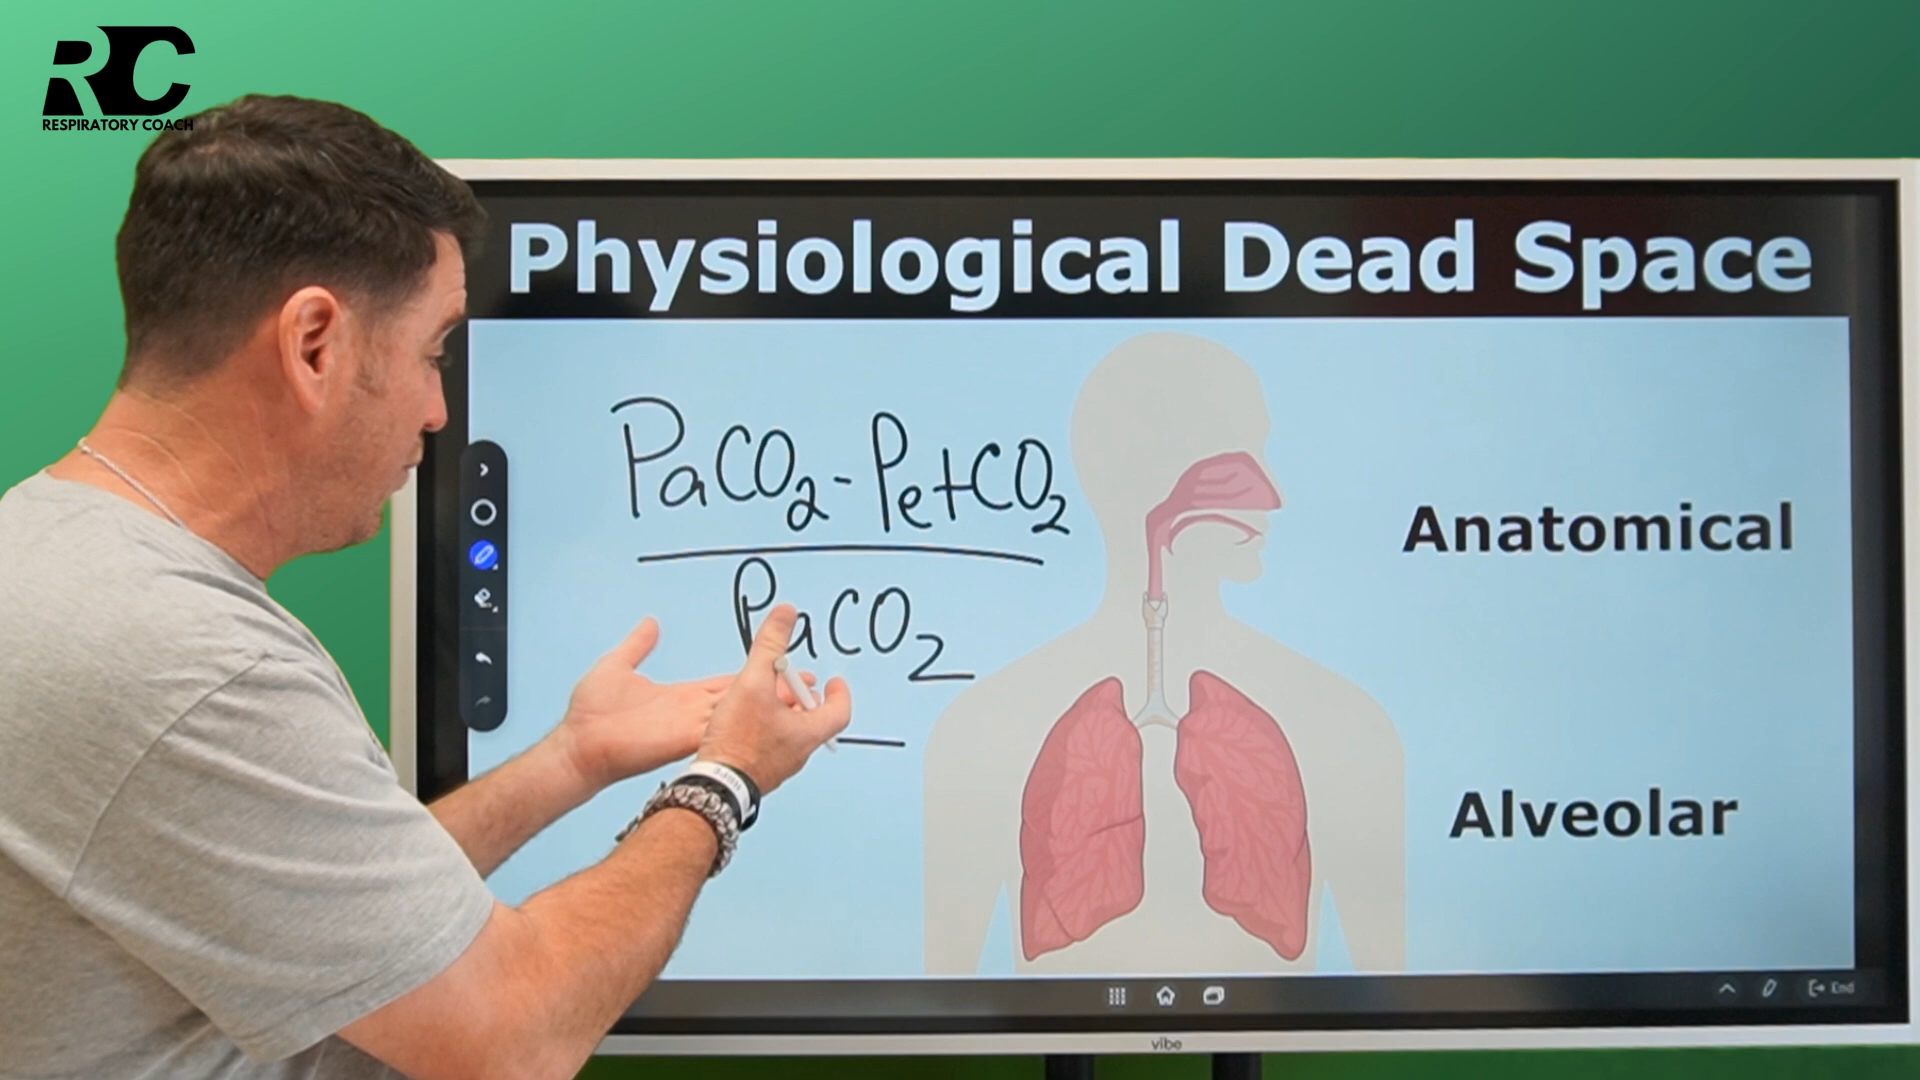 RC
RESPIRATORY COACH
Physiological Dead Space
PaCO2 - PetCO2
PaCO2
Anatomical
Alveolar
End
vibe